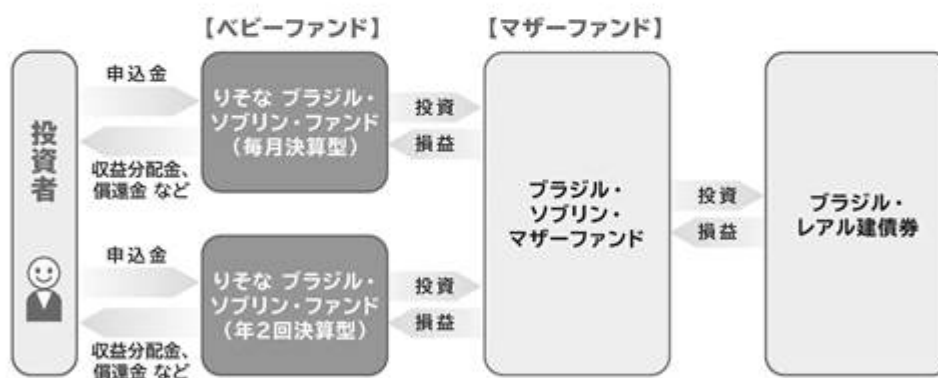 【ベビーファンド】
【マザーファンド】
投資者
申込金
収益分配金、
償還金 など
りそな ブラジル・
ソブリン・ファンド
(毎月決算型)
投資
損益
申込金
収益分配金、
償還金 など
りそな ブラジル・
ソブリン・ファンド
(年2回決算型)
投資
損益
ブラジル・
ソブリン・
マザーファンド
投資
損益
ブラジル・
レアル建債券